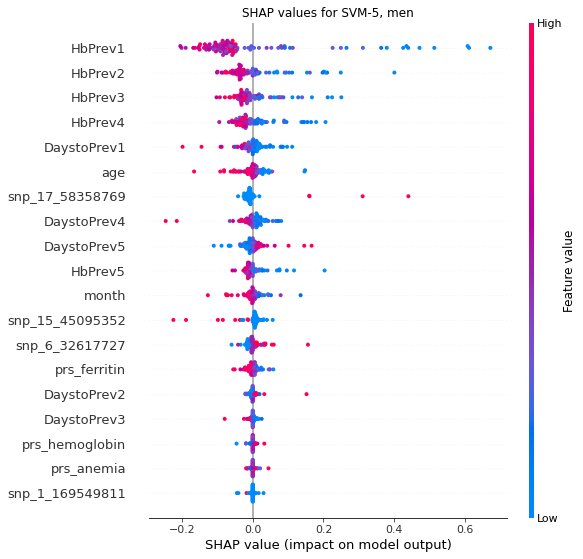 SHAP values for SVM-5, men
High
HbPrev1
HbPrev2
HbPrev3
HbPrev4
DaystoPrev1
age
snp_17_58358769
DaystoPrev4
DaystoPrev5
HbPrev5
month
snp_15_45095352
snp_6_32617727
prs_ferritin
DaystoPrev2
DaystoPrev3
prs_hemoglobin
prs_anemia
snp_1_169549811
Feature value
Low
−0.2 0.0 0.2 0.4 0.6
SHAP value (impact on model output)